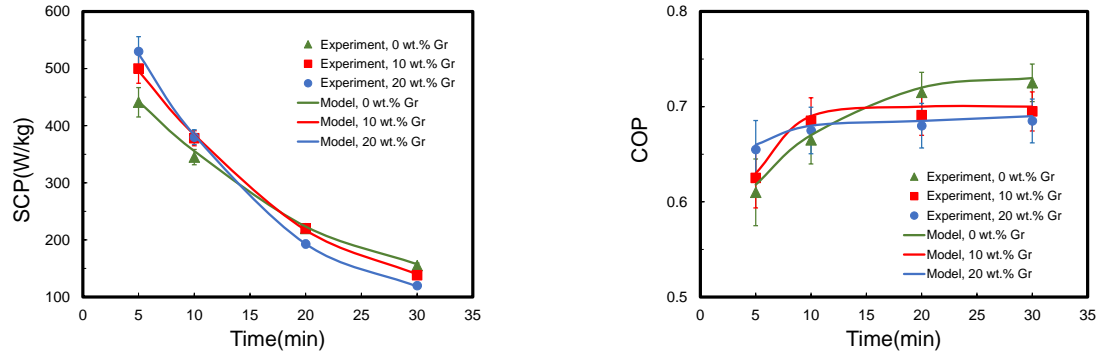 SCP(W/kg)
600
500
400
300
200
100
0 5 10 15 20 25 30 35
Time(min)
Experiment, 0 wt.% Gr
Experiment, 10 wt.% Gr
Experiment, 20 wt.% Gr
Model, 0 wt.% Gr
Model, 10 wt.% Gr
Model, 20 wt.% Gr
COP
0.8
0.7
0.6
0.5
0 5 10 15 20 25 30 35
Time(min)
Experiment, 0 wt.% Gr
Experiment, 10 wt.% Gr
Experiment, 20 wt.% Gr
Model, 0 wt.% Gr
Model, 10 wt.% Gr
Model, 20 wt.% Gr